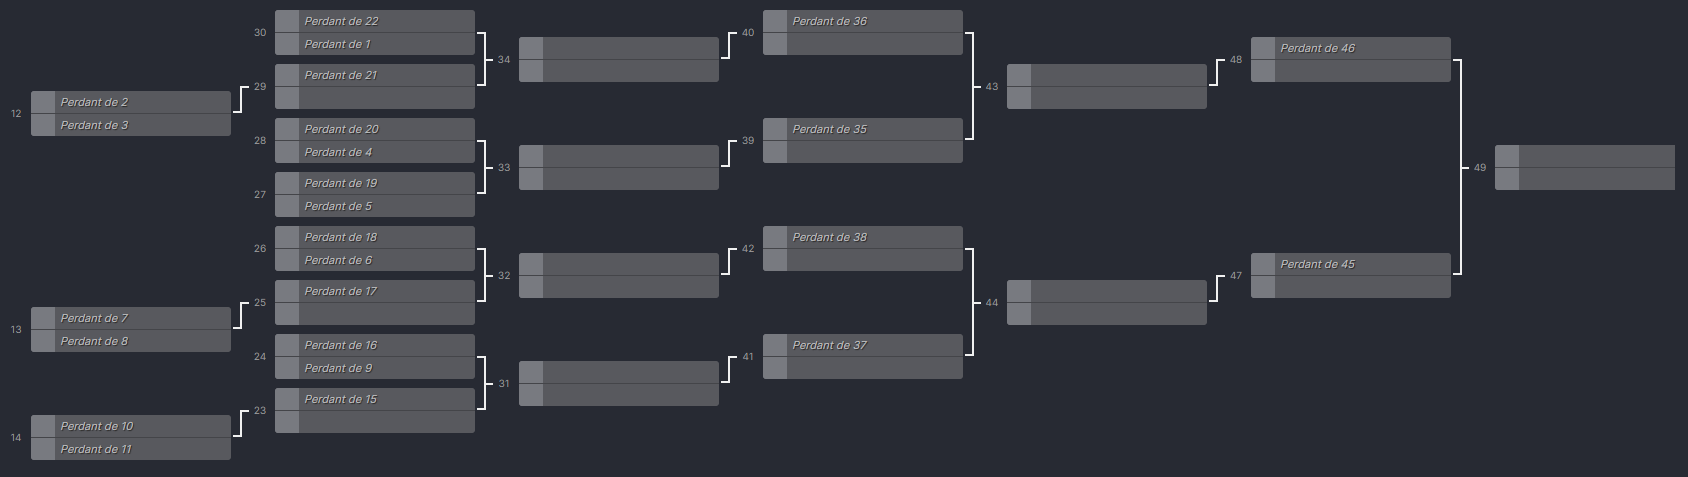 12
Perdant de 2
Perdant de 3
13
Perdant de 7
Perdant de 8
14
Perdant de 10
Perdant de 11
30
Perdant de 22
Perdant de 1
29
Perdant de 21
28
Perdant de 20
Perdant de 4
27
Perdant de 19
Perdant de 5
26
Perdant de 18
Perdant de 6
25
Perdant de 17
24
Perdant de 16
Perdant de 9
23
Perdant de 15
34
33
32
31
40
Perdant de 36
39
Perdant de 35
42
Perdant de 38
41
Perdant de 37
43
44
48
Perdant de 46
47
Perdant de 45
49